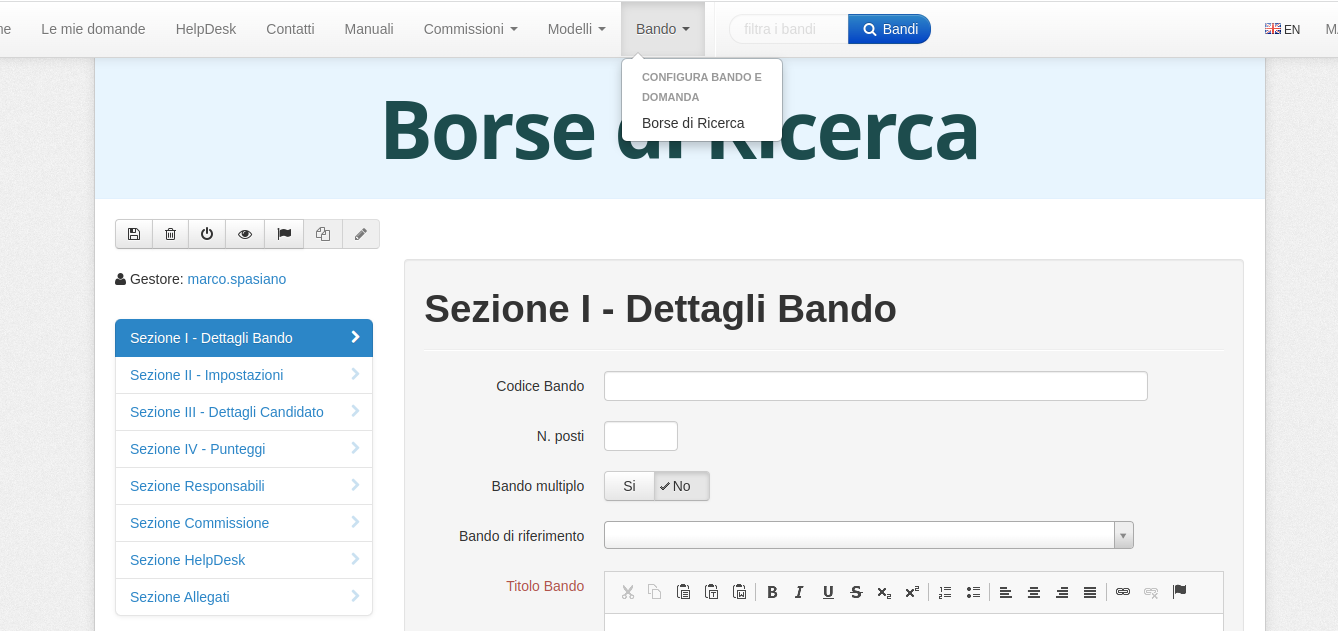 Le mie domande HelpDesk Contatti Manuali Commissioni Modelli Bando filtra i bandi Bandi EN
CONFIGURA BANDO E
DOMANDA
Borse di Ricerca
Borse di Ricerca
Gestore: marco.spasiano
Sezione I - Dettagli Bando
Sezione II - Impostazioni
Sezione III - Dettagli Candidato
Sezione IV - Punteggi
Sezione Responsabili
Sezione Commissione
Sezione HelpDesk
Sezione Allegati
Sezione I - Dettagli Bando
Codice Bando
N. posti
Bando multiplo Si No
Bando di riferimento
Titolo Bando